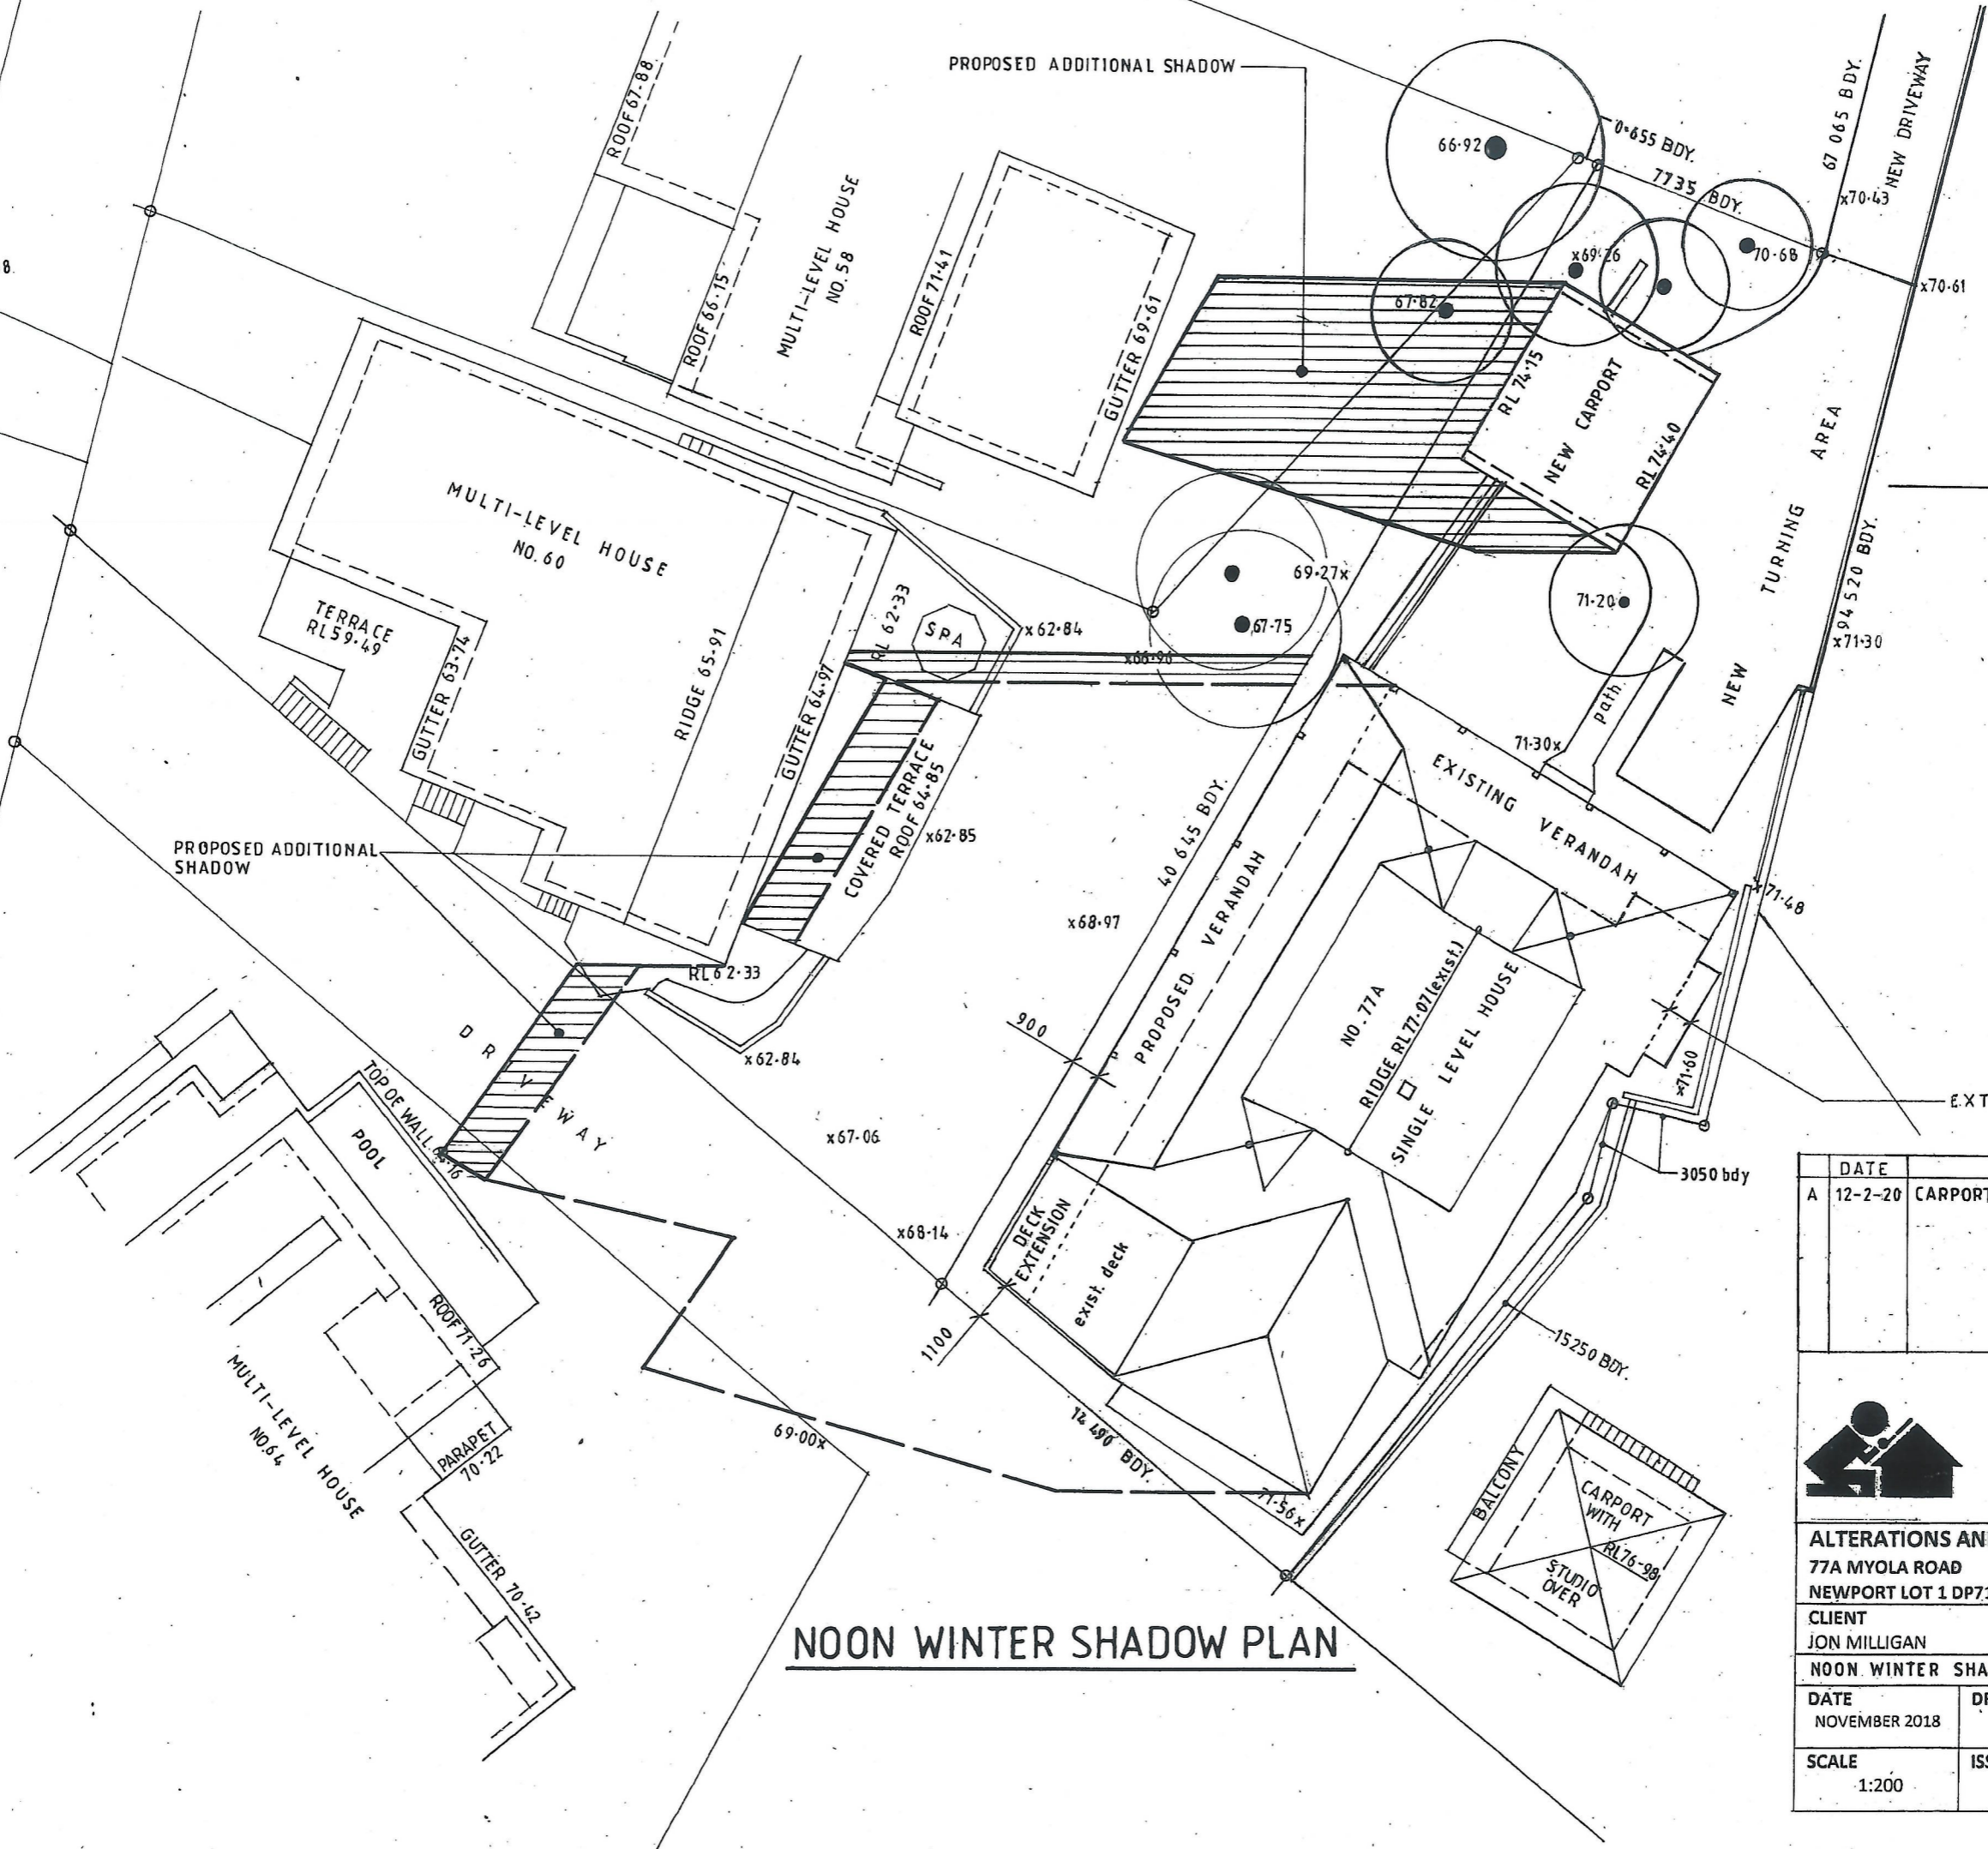 PROPOSED ADDITIONAL SHADOW
ROOF 67·88
MULTI-LEVEL HOUSE
NO.58
ROOF 66·15
ROOF 71·41
GUTTER 69·61
66·92
0·655 BDY.
7735 BDY.
67 065 BDY.
NEW DRIVEWAY
x70·43
x70·61
70·68
x69·26
67·82
RL 74·15
NEW CARPORT
RL 74·40
8.
MULTI-LEVEL HOUSE
NO. 60
TERRACE
RL59·49
GUTTER 63·74
RIDGE 65·91
GUTTER 64·97
RL 62·33
SPA
x62·84
69·27x
67·75
x66·90
71·20
NEW TURNING AREA
94 520 BDY.
x71·30
path
71·30x
EXISTING VERANDAH
x71·48
COVERED TERRACE
ROOF 64·85
x62·85
40 645 BDY.
x68·97
PROPOSED ADDITIONAL
SHADOW
RL62·33
x62·84
DRIVEWAY
PROPOSED VERANDAH
900
NO. 77A
RIDGE RL77·07(exist.)
SINGLE LEVEL HOUSE
x71·60
EXT
3050 bdy
TOP OF WALL
POOL
x67·06
x68·14
DECK
EXTENSION
exist. deck
1100
ROOF 71·26
MULTI-LEVEL HOUSE
NO.64
PARAPET
70·22
GUTTER 70·42
69·00x
14 490 BDY.
71·56x
15250 BDY.
BALCONY
CARPORT
WITH
RL76·98
STUDIO
OVER
NOON WINTER SHADOW PLAN
DATE
A 12-2-20 CARPORT
ALTERATIONS AN
77A MYOLA ROAD
NEWPORT LOT 1 DP71
CLIENT
JON MILLIGAN
NOON WINTER SHA
DATE
NOVEMBER 2018
SCALE
1:200